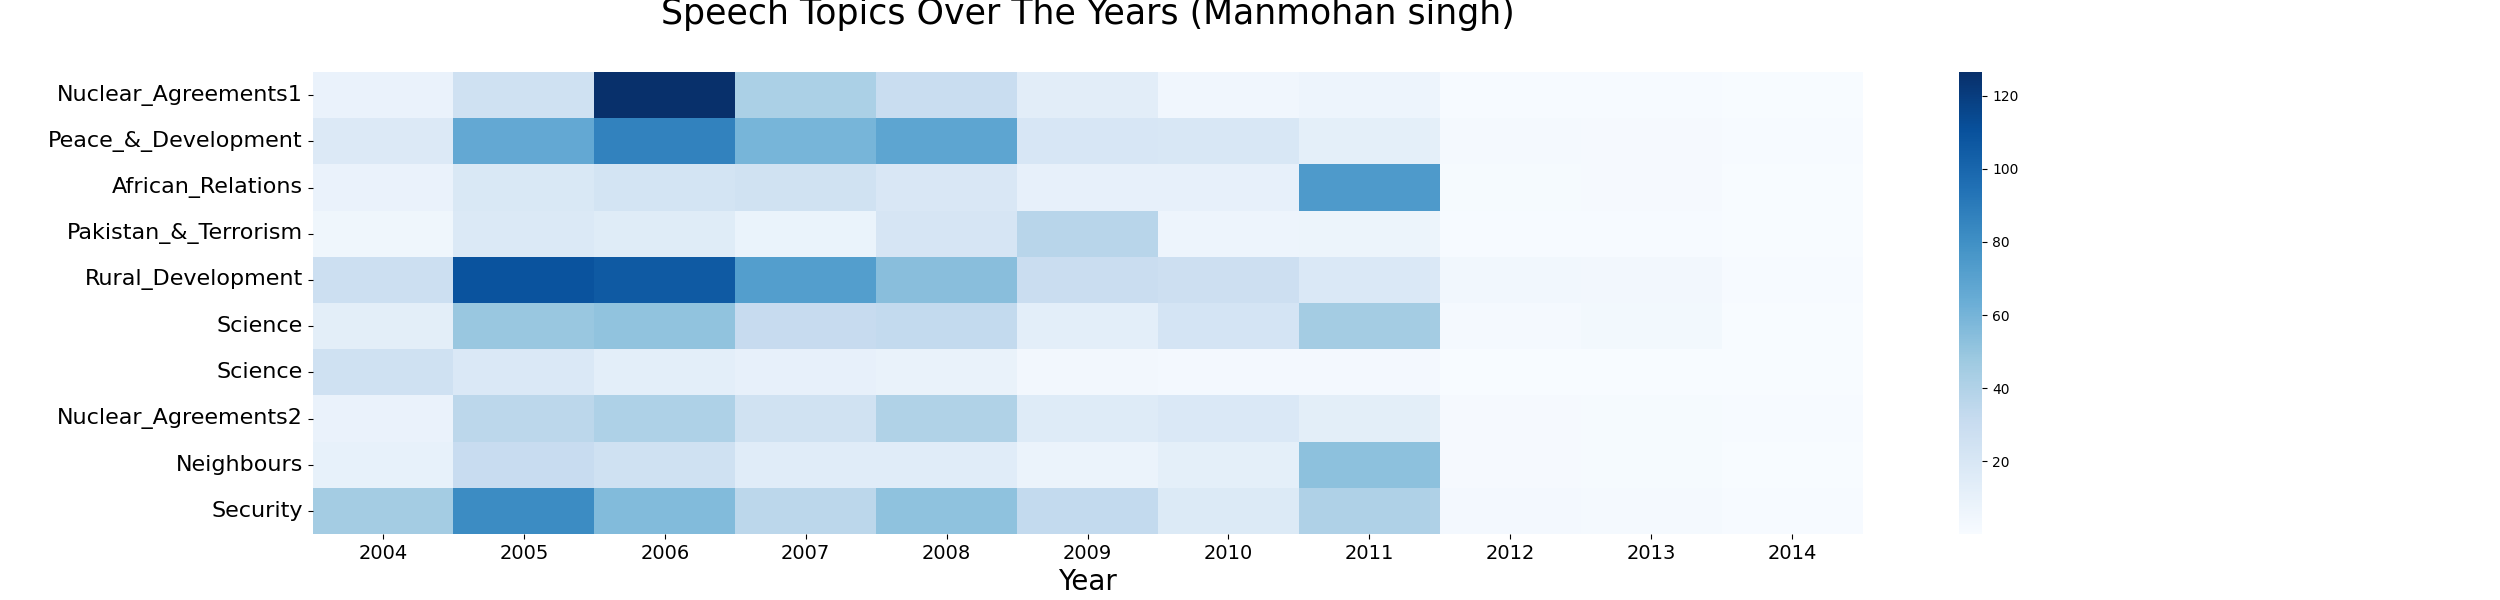 Speech Topics Over The Years (Manmohan singh)
Nuclear_Agreements1
Peace_&_Development
African_Relations
Pakistan_&_Terrorism
Rural_Development
Science
Science
Nuclear_Agreements2
Neighbours
Security
2004 2005 2006 2007 2008 2009 2010 2011 2012 2013 2014
Year
120
100
80
60
40
20